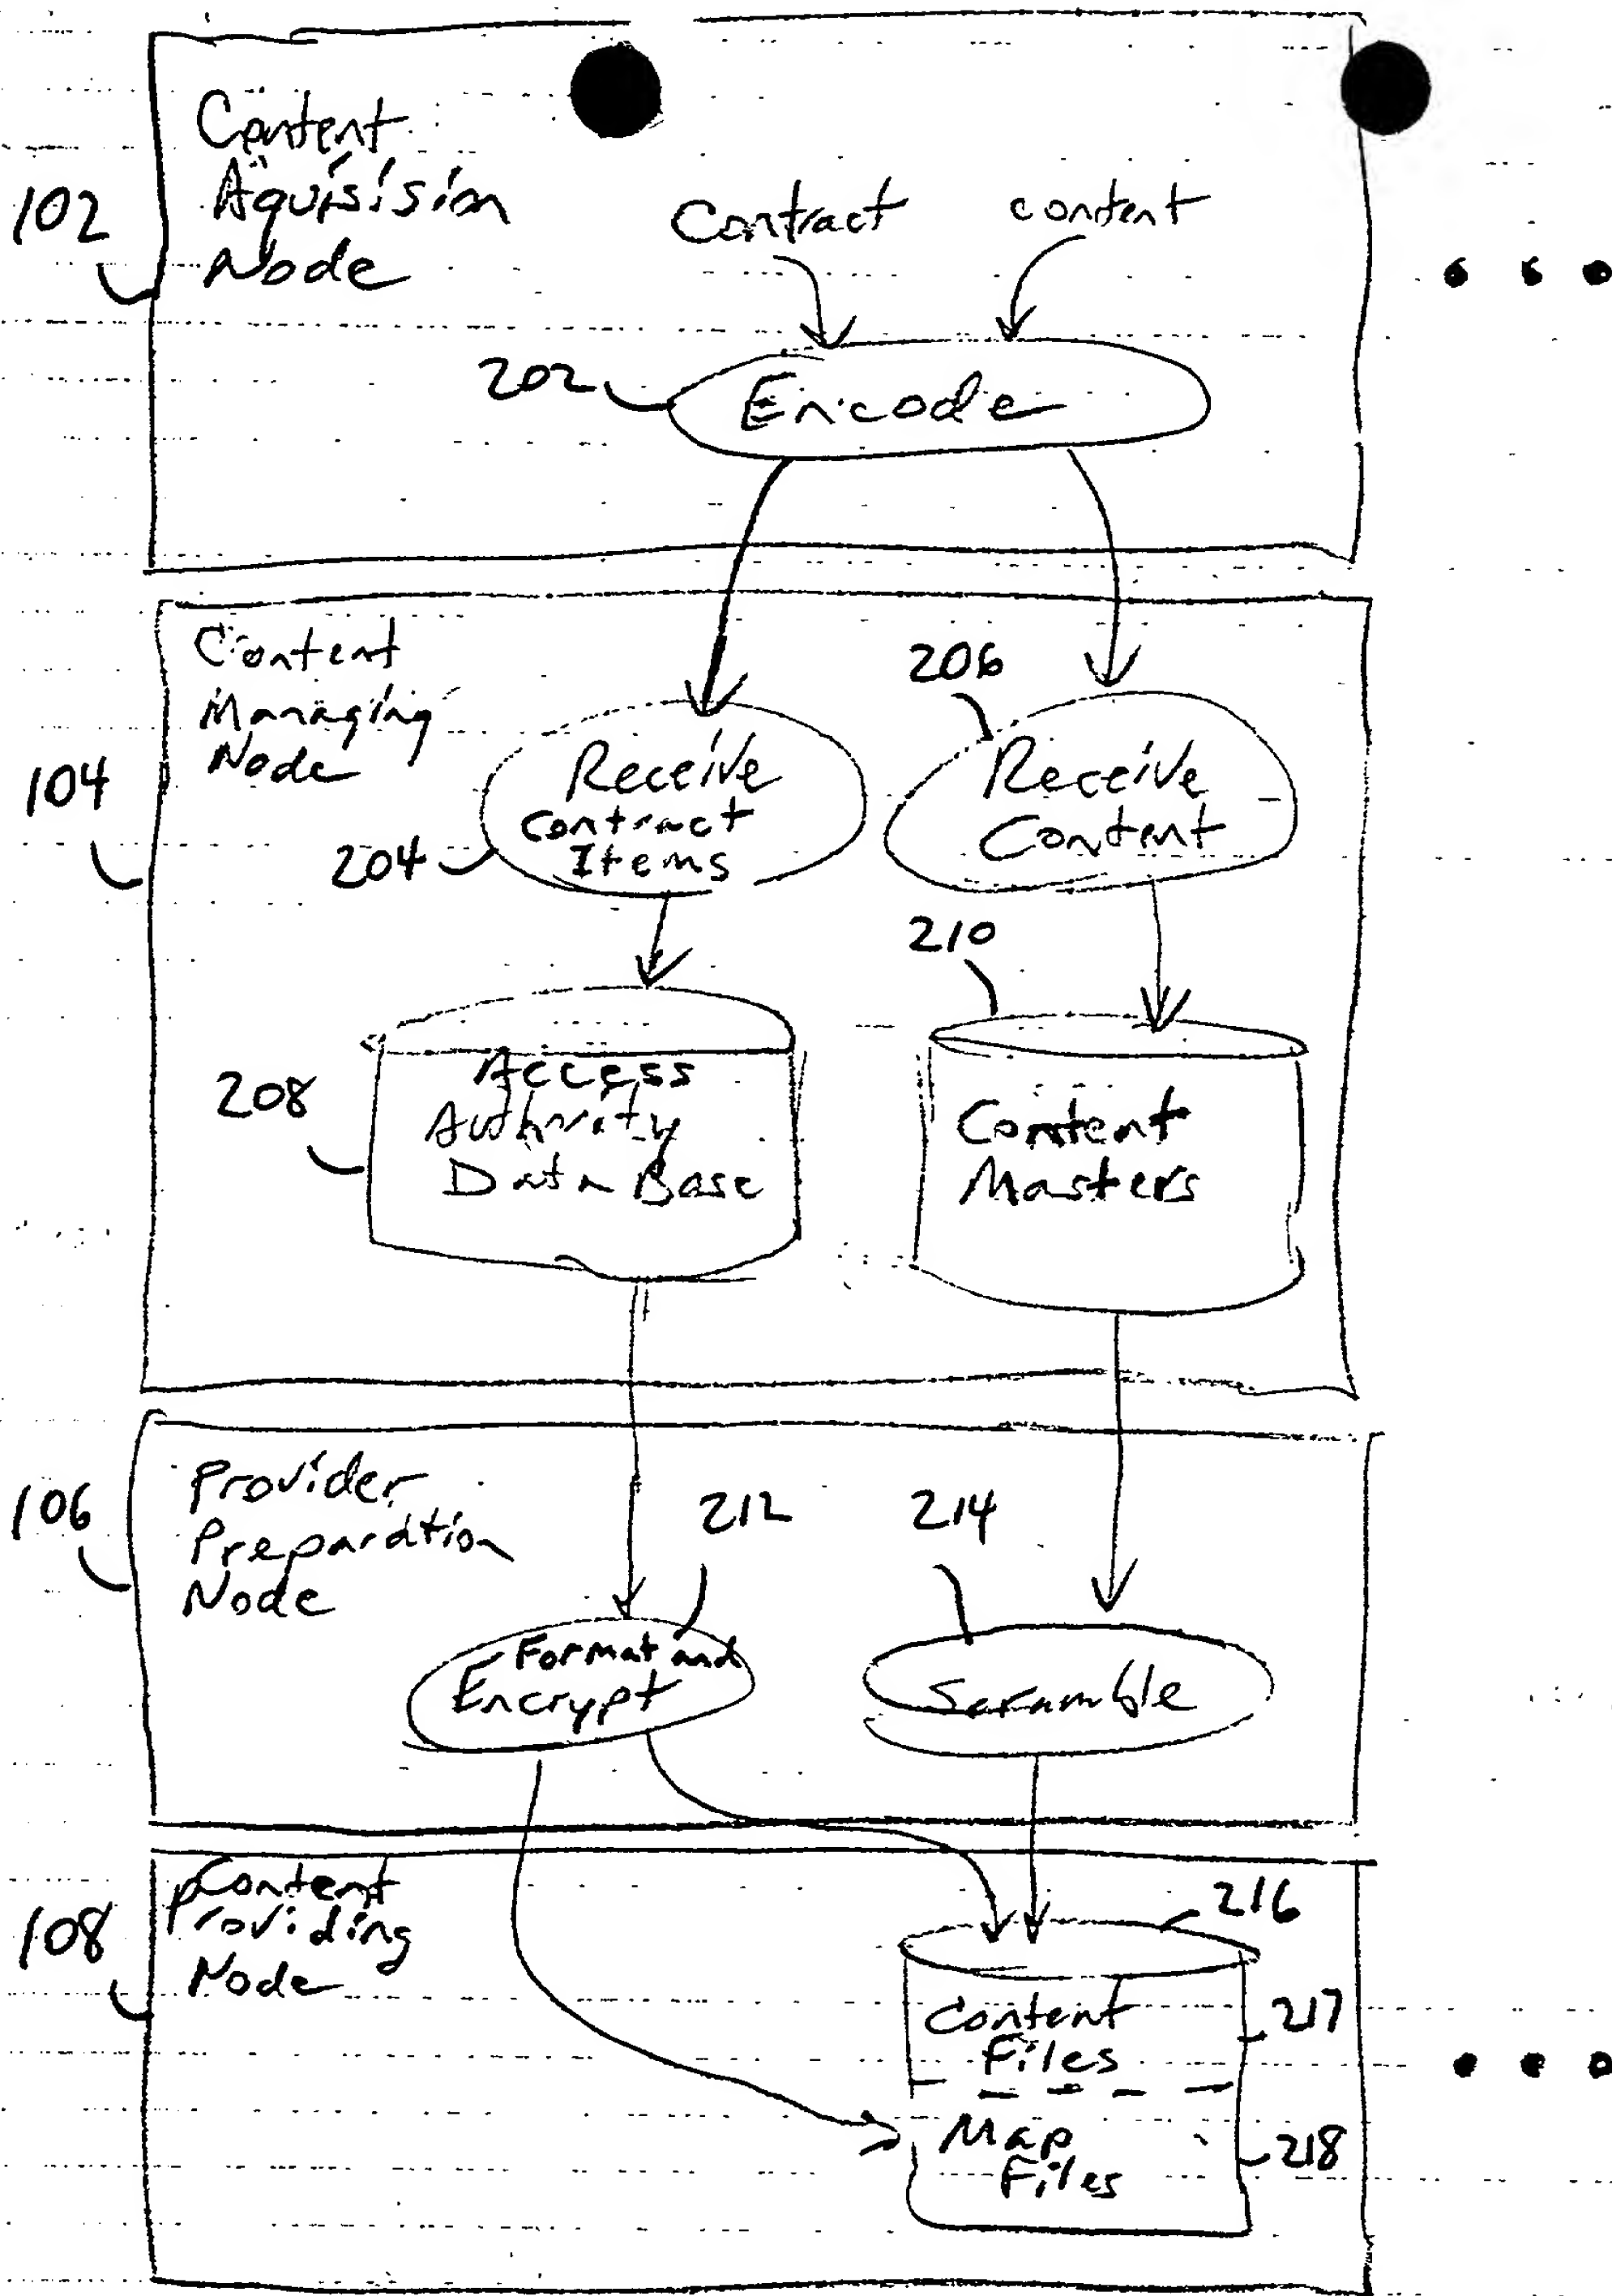 Content
Aquisision
Node
102
Contract content
202
Encode
Content
Managing
Node
104
206
Receive
Contract
Items
204
Receive
Content
210
208
Access
Authority
Data Base
Content
Masters
106
Provider
Preparation
Node
212
214
Format and
Encrypt
Scramble
108
Content
Providing
Node
216
Content
Files
217
Map
Files
218